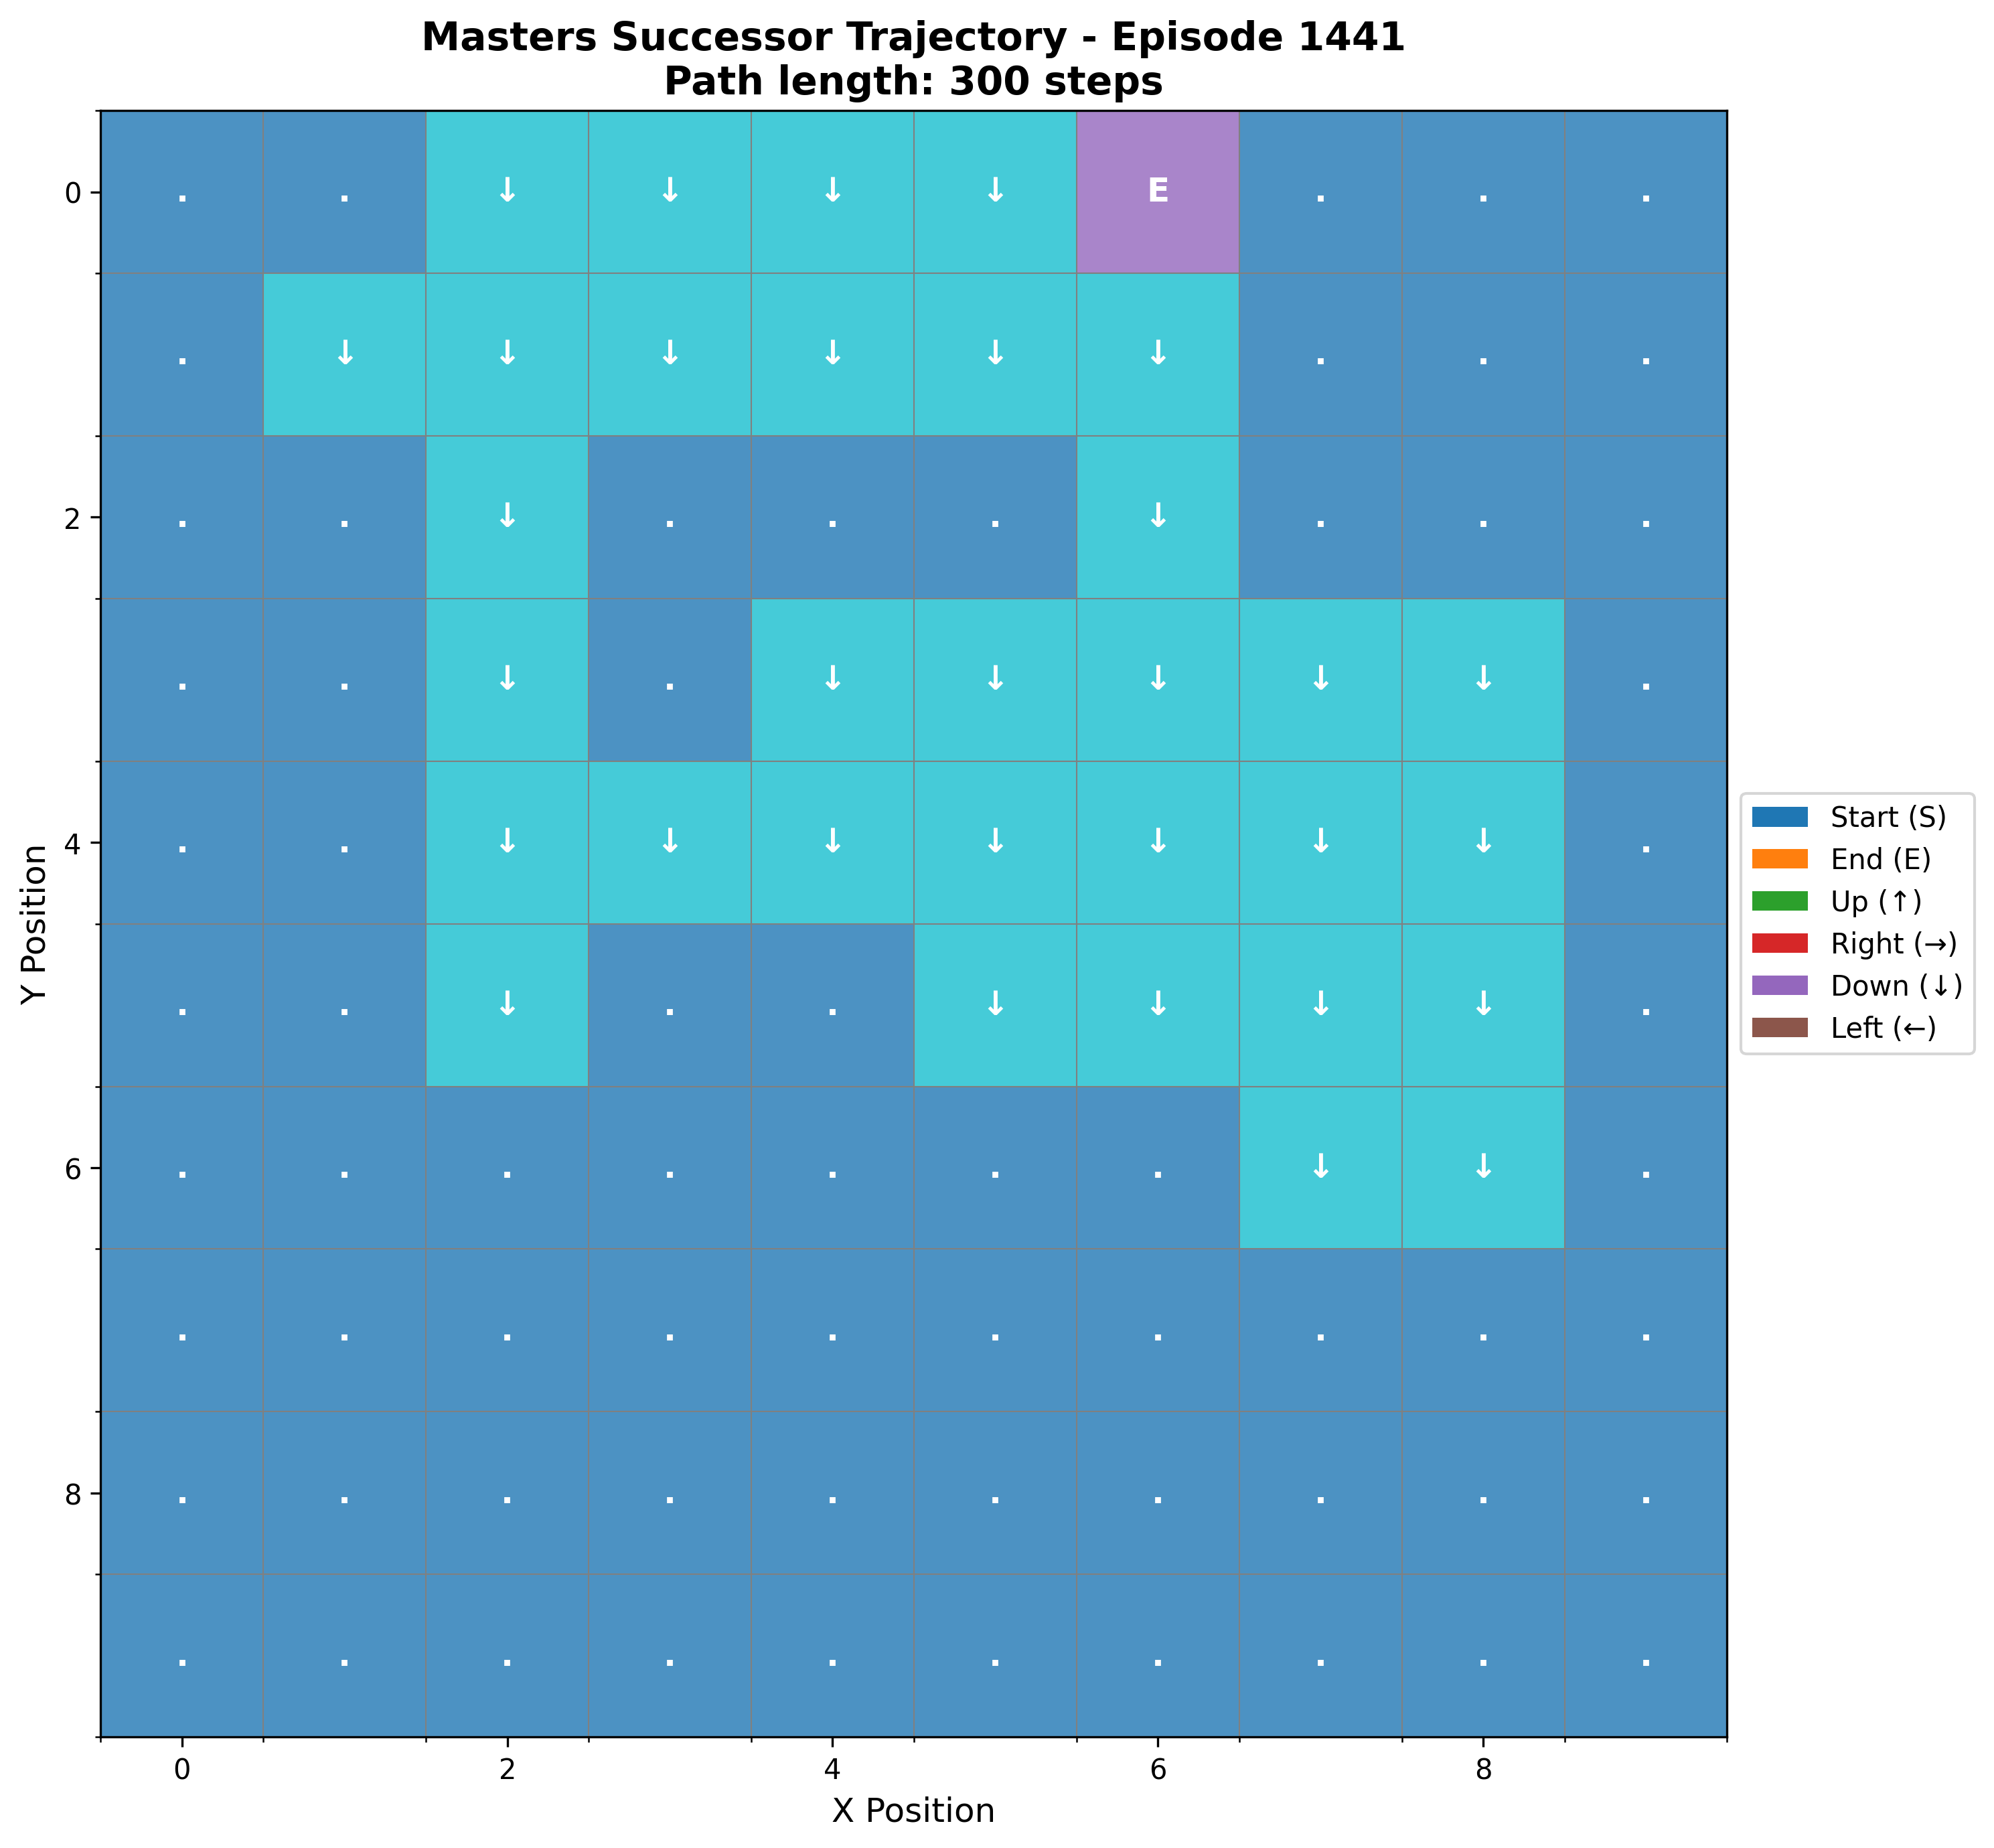 Masters Successor Trajectory - Episode 1441
Path length: 300 steps
0 . . ↓ ↓ ↓ ↓ E . . .
. ↓ ↓ ↓ ↓ ↓ ↓ . . .
2 . . ↓ . . . ↓ . . .
. . ↓ . ↓ ↓ ↓ ↓ ↓ .
4 . . ↓ ↓ ↓ ↓ ↓ ↓ ↓ .
. . ↓ . . ↓ ↓ ↓ ↓ .
6 . . . . . . . ↓ ↓ .
. . . . . . . . . .
8 . . . . . . . . . .
. . . . . . . . . .
0 2 4 6 8
X Position
Y Position
Start (S)
End (E)
Up (↑)
Right (→)
Down (↓)
Left (←)